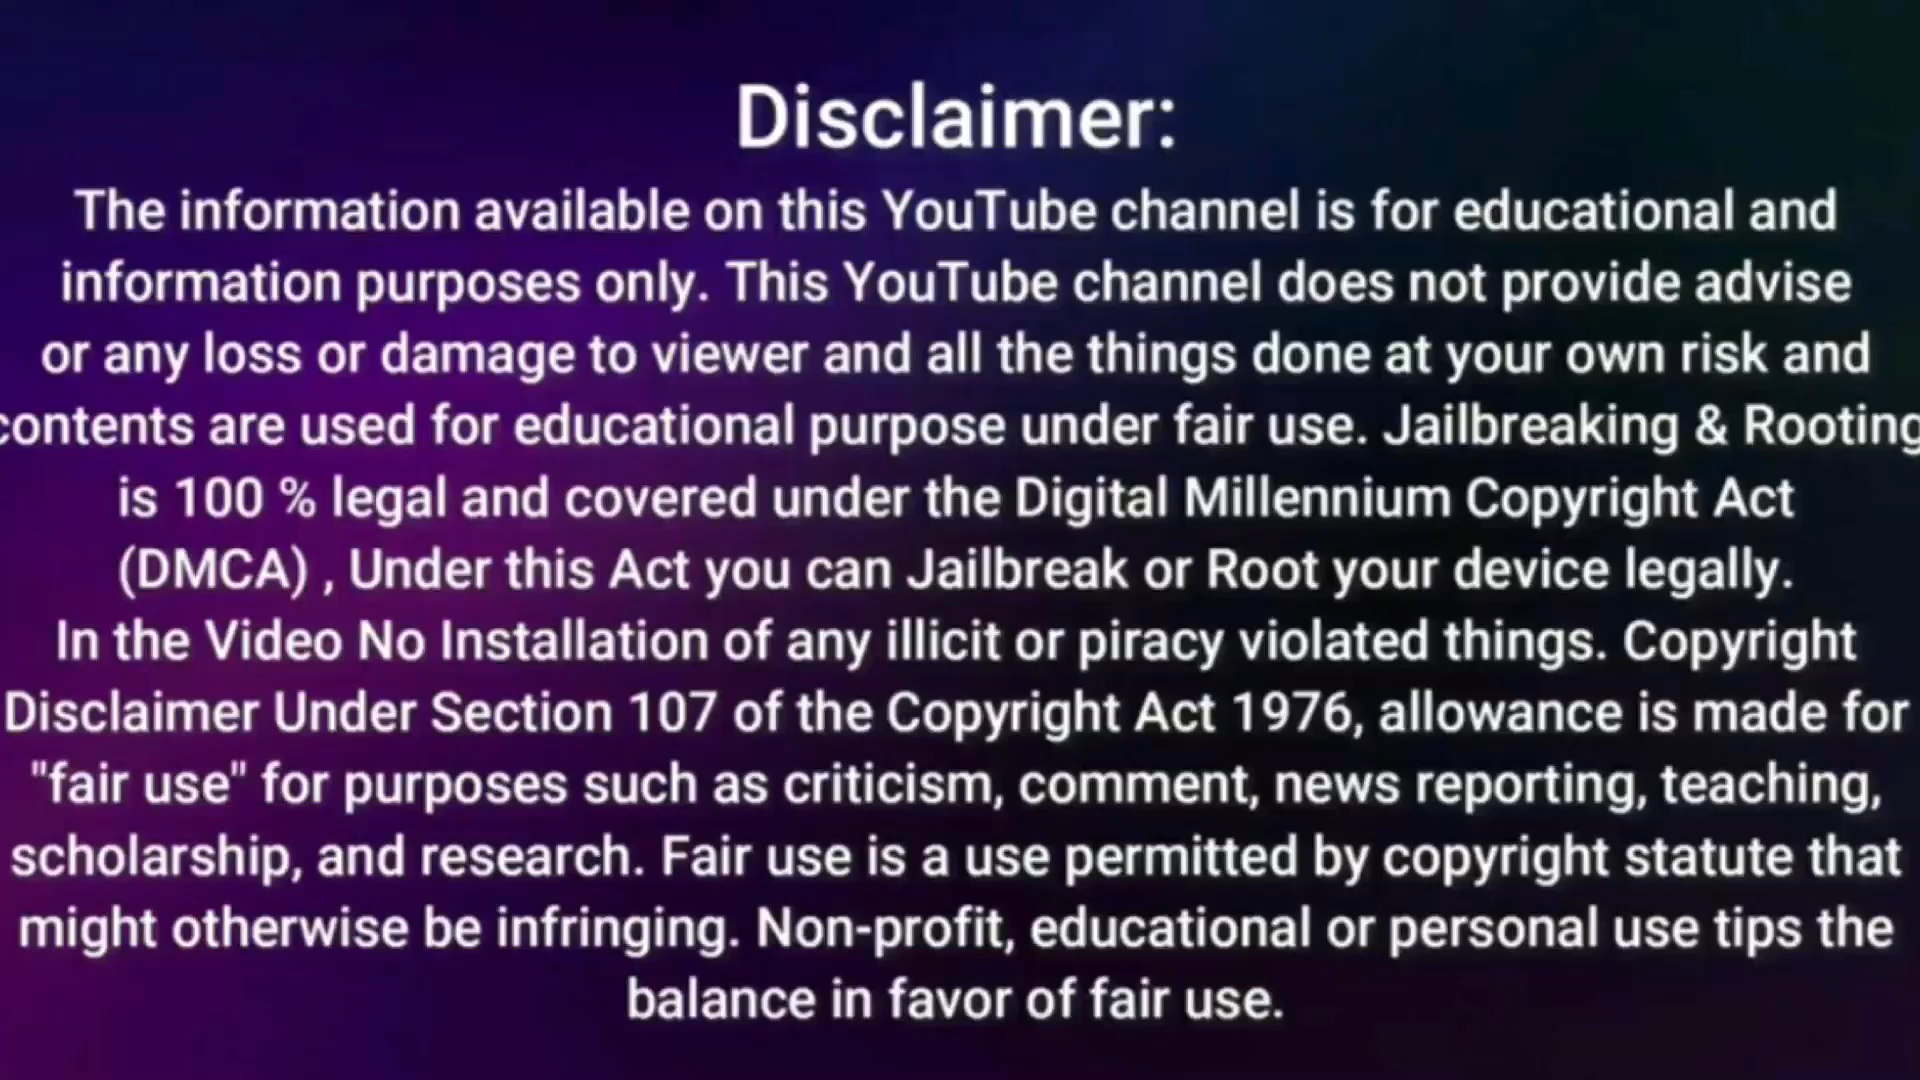 Disclaimer:
The information available on this YouTube channel is for educational and
information purposes only. This YouTube channel does not provide advise
or any loss or damage to viewer and all the things done at your own risk and
contents are used for educational purpose under fair use. Jailbreaking & Rooting
is 100 % legal and covered under the Digital Millennium Copyright Act
(DMCA) , Under this Act you can Jailbreak or Root your device legally.
In the Video No Installation of any illicit or piracy violated things. Copyright
Disclaimer Under Section 107 of the Copyright Act 1976, allowance is made for
"fair use" for purposes such as criticism, comment, news reporting, teaching,
scholarship, and research. Fair use is a use permitted by copyright statute that
might otherwise be infringing. Non-profit, educational or personal use tips the
balance in favor of fair use.